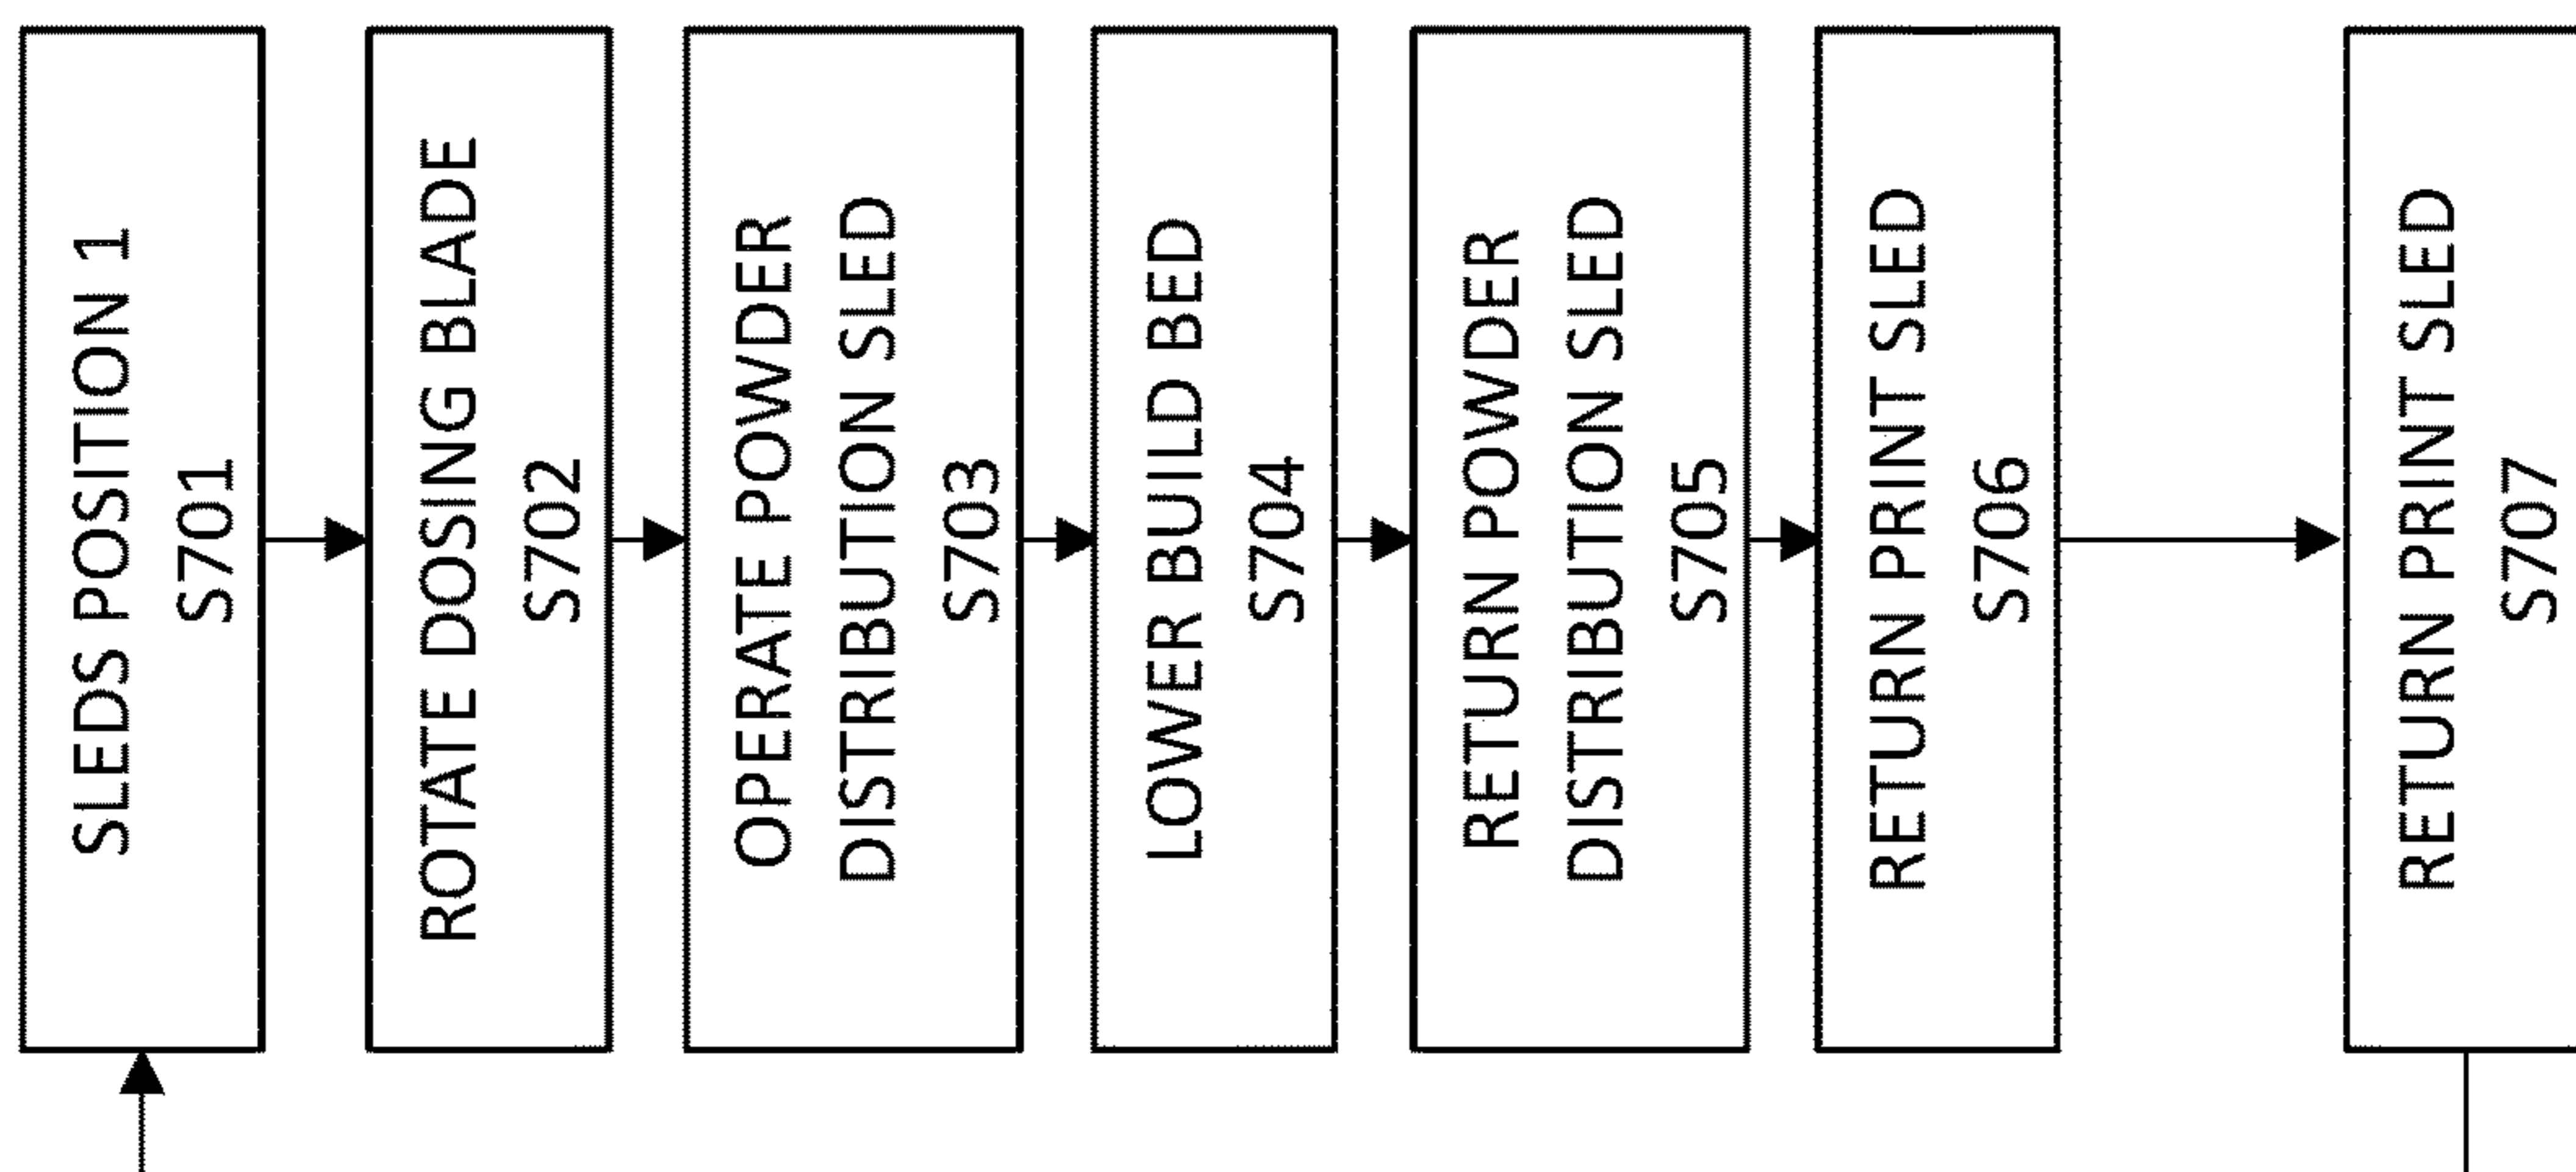 SLEDS POSITION 1
S701
ROTATE DOSING BLADE
S702
OPERATE POWDER
DISTRIBUTION SLED
S703
LOWER BUILD BED
S704
RETURN POWDER
DISTRIBUTION SLED
S705
RETURN PRINT SLED
S706
RETURN PRINT SLED
S707